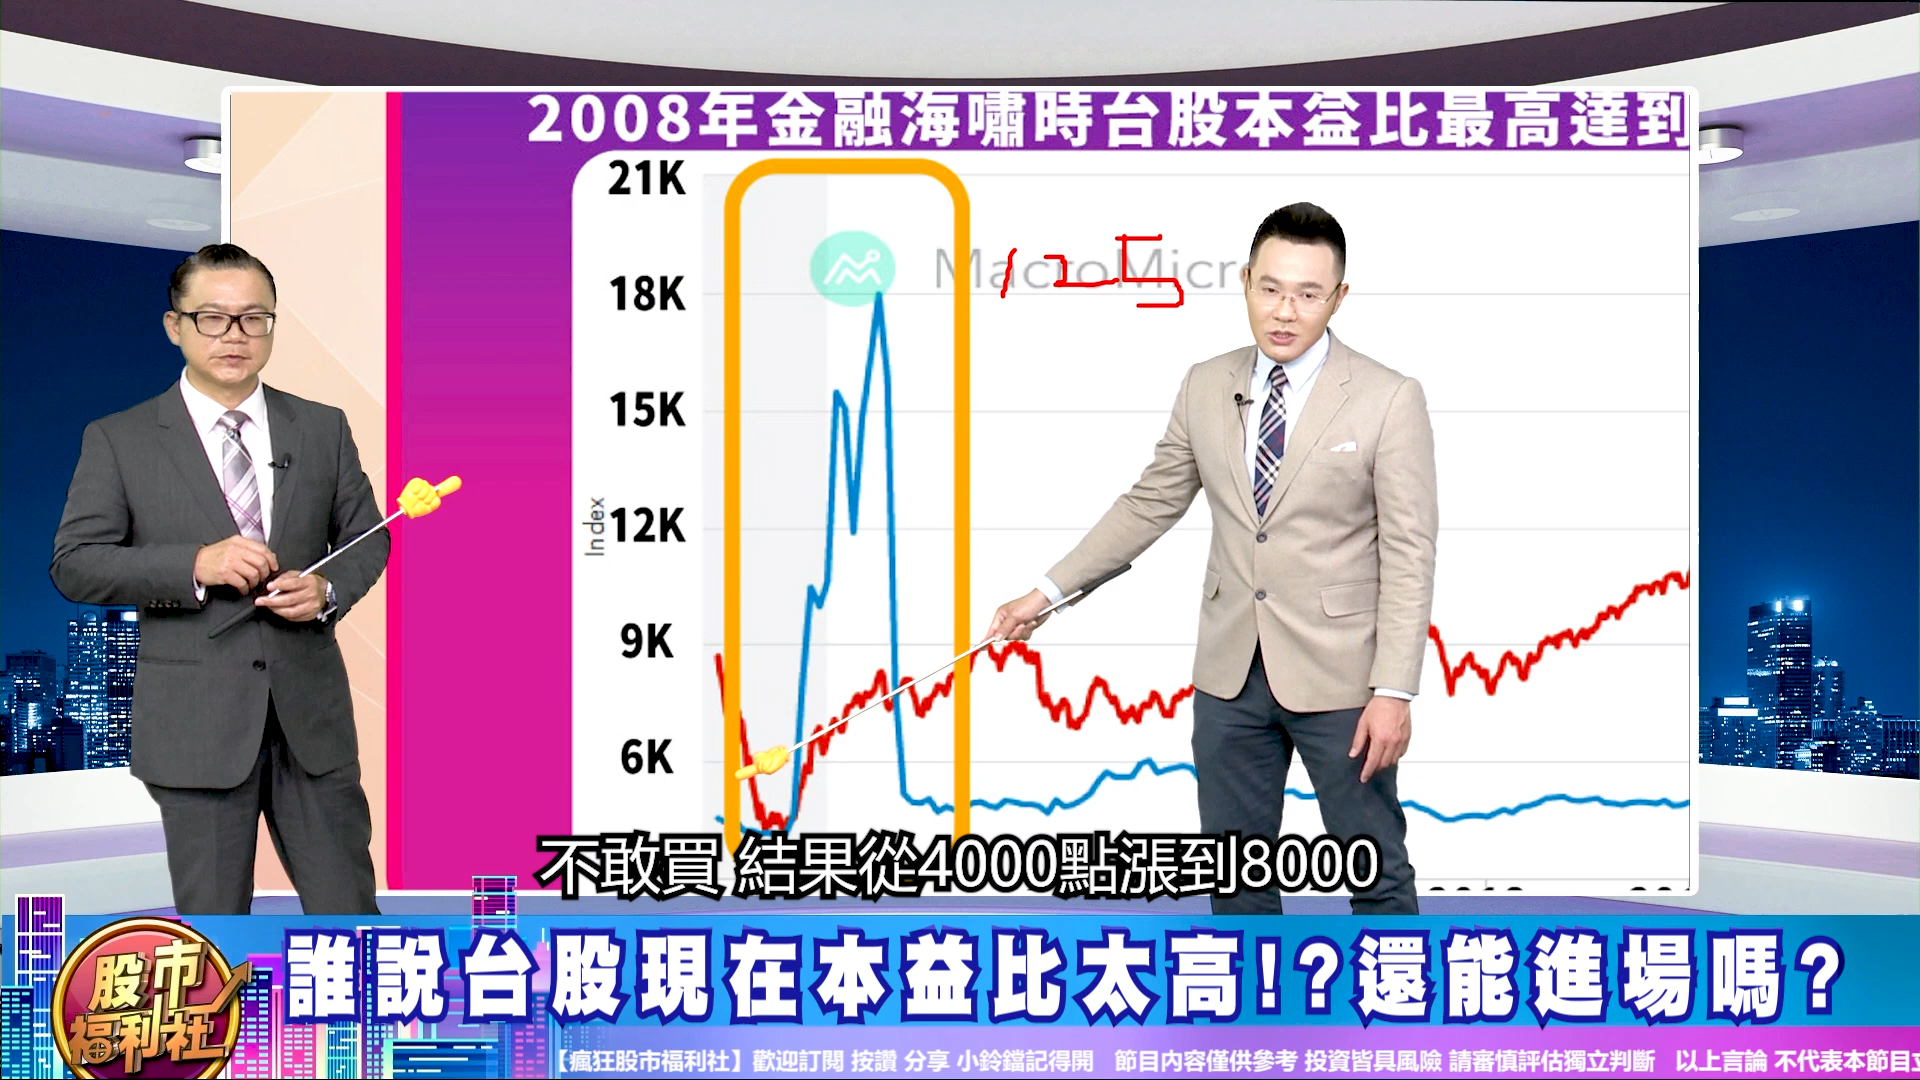 2008年金融海嘯時台股本益比最高達到
21K
18K
15K
12K
9K
6K
Index
MacroMicr
125
不敢買 結果從4000點漲到8000
誰說台股現在本益比太高!?還能進場嗎?
股市
福利社
【瘋狂股市福利社】歡迎訂閱 按讚 分享 小鈴鐺記得開 節目內容僅供參考 投資皆具風險 請審慎評估獨立判斷 以上言論 不代表本節目立